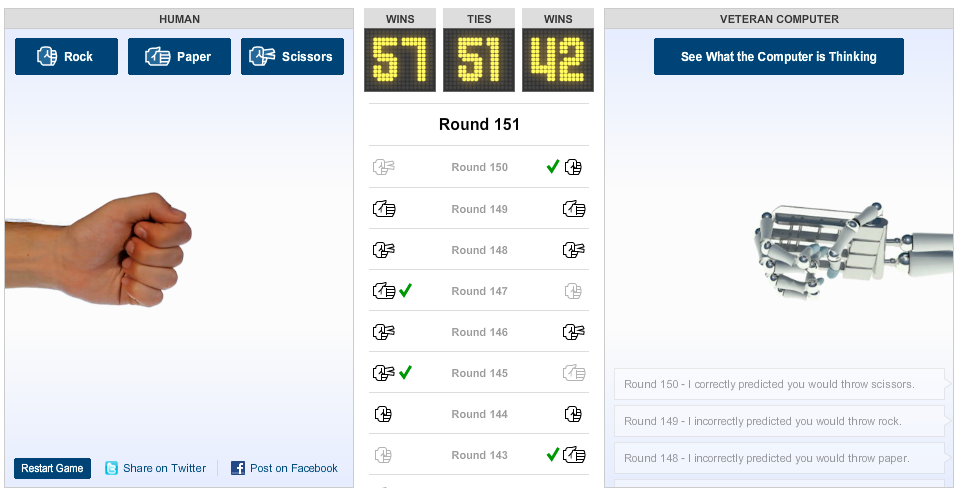 HUMAN
Rock
Paper
Scissors
Restart Game
Share on Twitter
Post on Facebook
WINS
TIES
WINS
57
51
42
Round 151
Round 150
Round 149
Round 148
Round 147
Round 146
Round 145
Round 144
Round 143
VETERAN COMPUTER
See What the Computer is Thinking
Round 150 - I correctly predicted you would throw scissors.
Round 149 - I incorrectly predicted you would throw rock.
Round 148 - I incorrectly predicted you would throw paper.